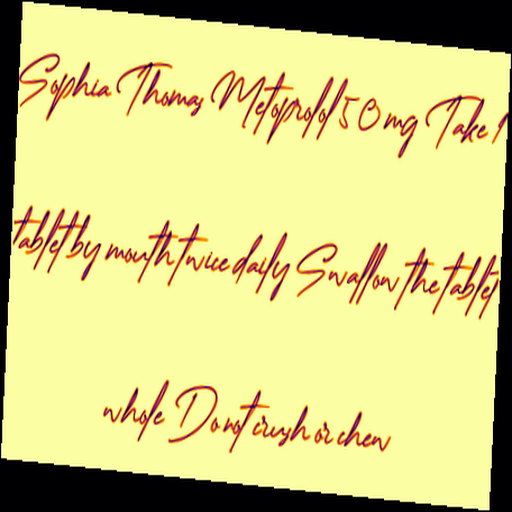 Sophia Thomas Metoprolol 50 mg Take 1
tablet by mouth twice daily Swallow the tablet
whole Do not crush or chew